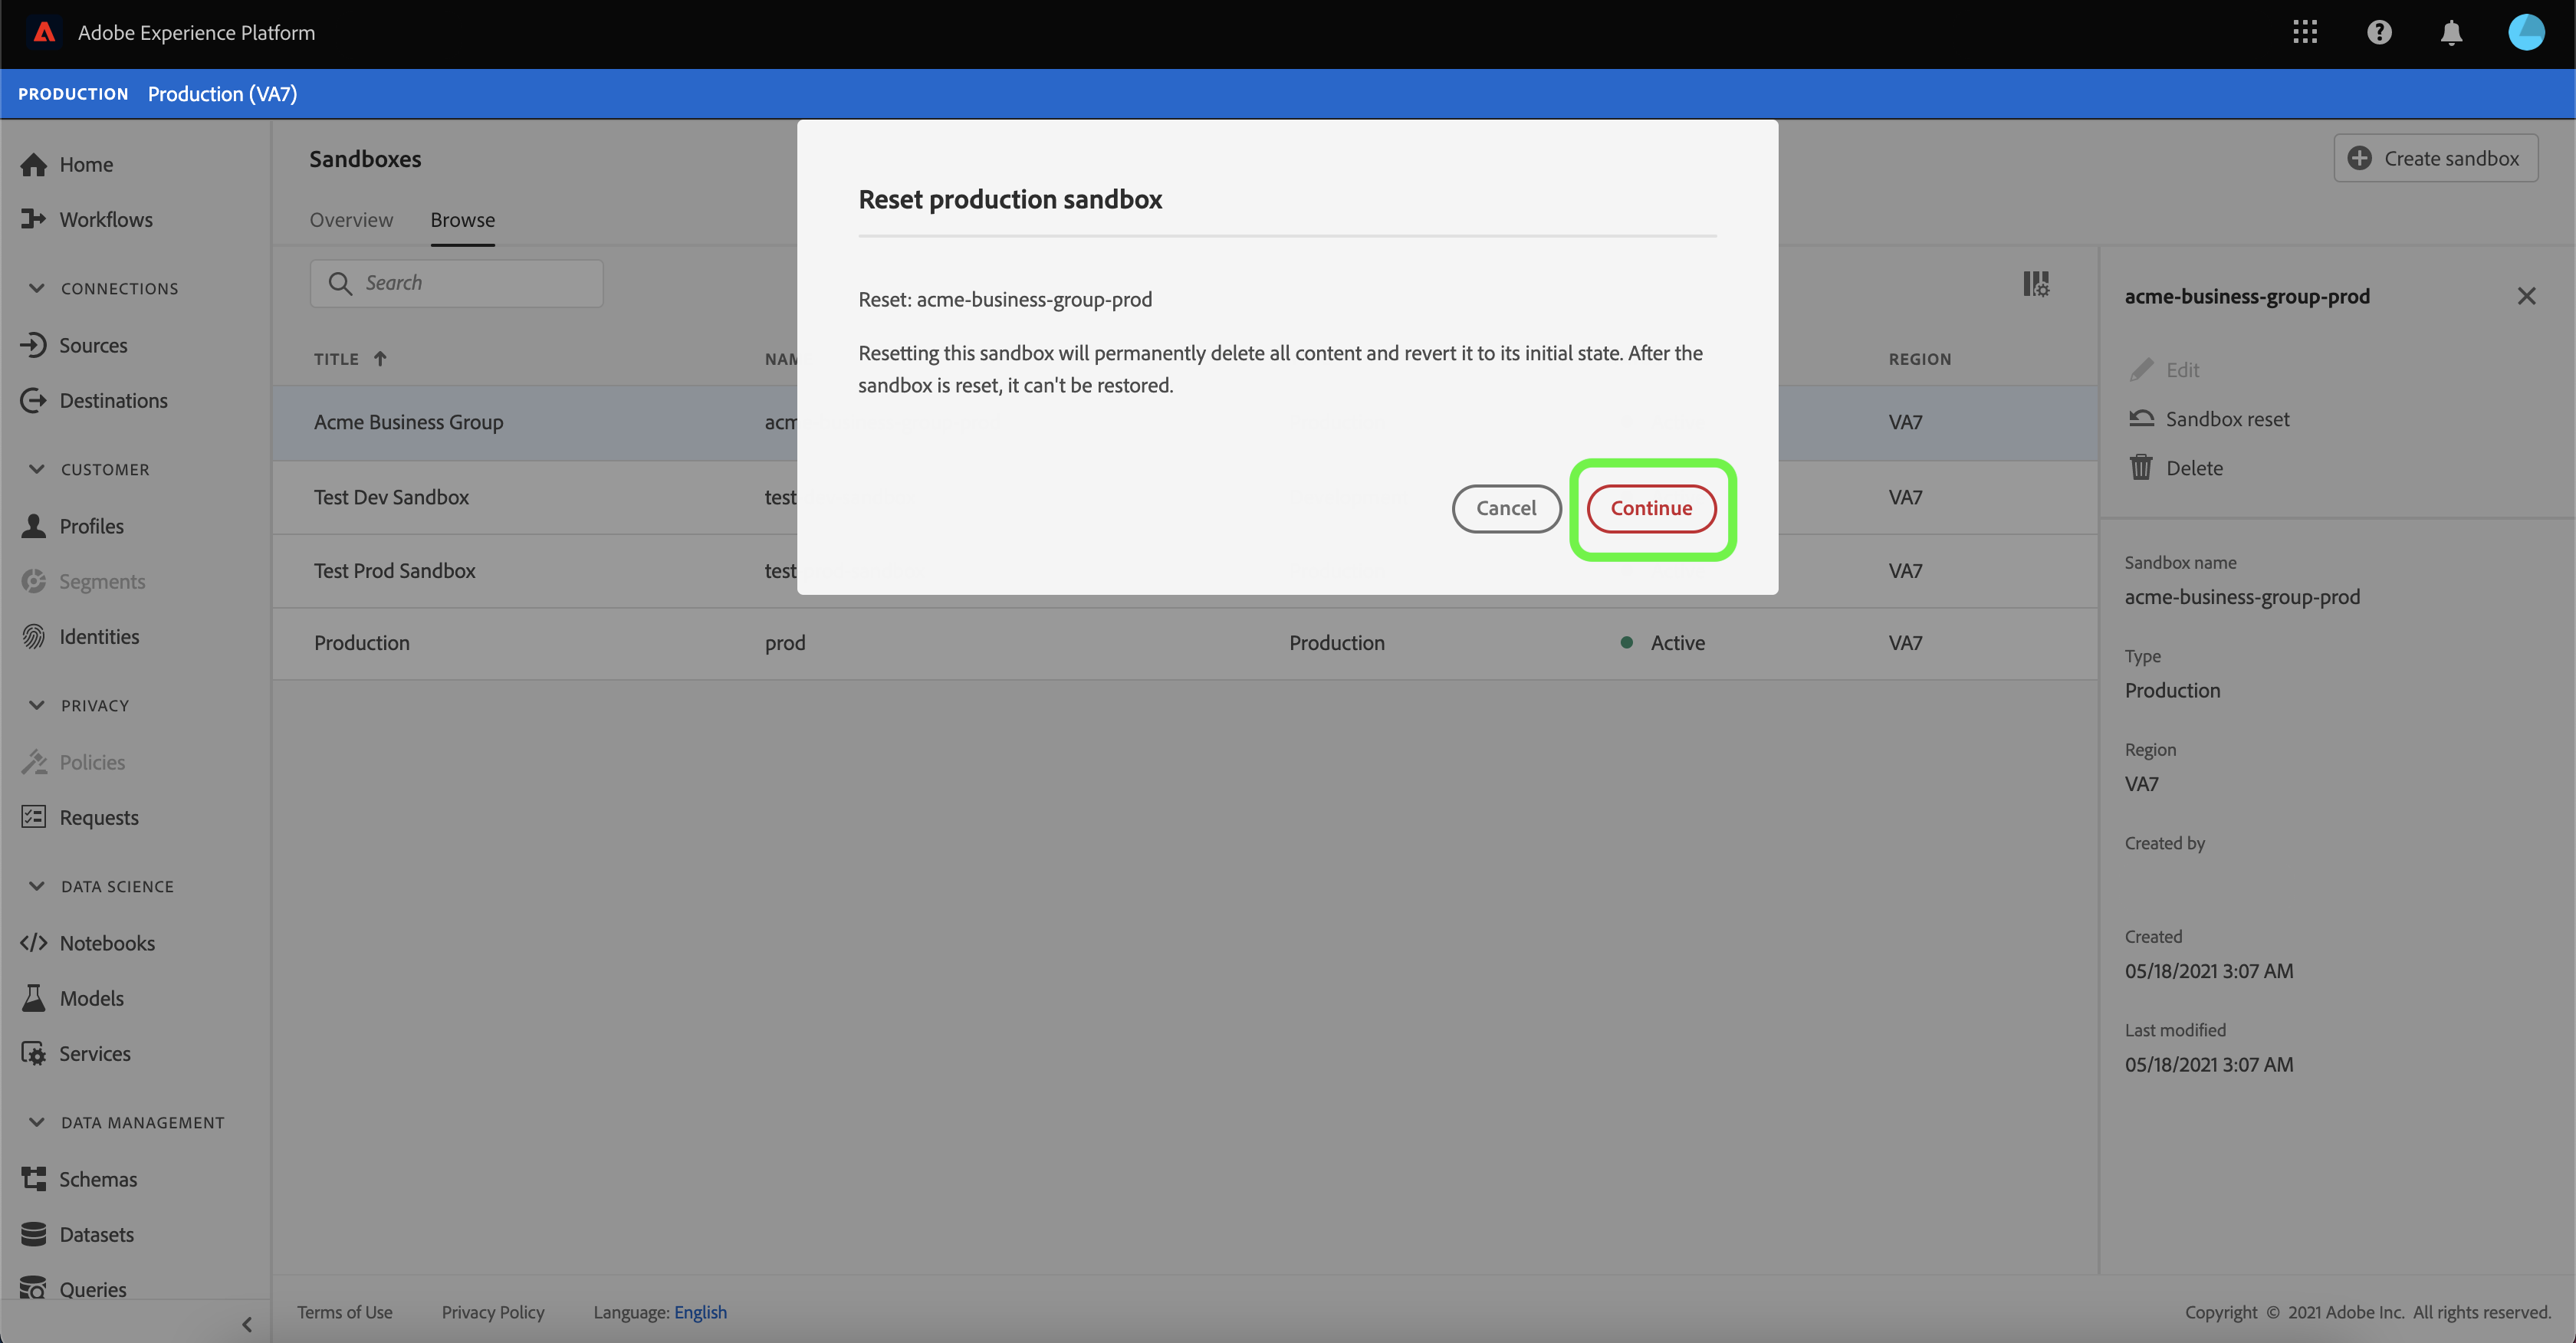 Adobe Experience Platform
PRODUCTION Production (VA7)
Home
Workflows
CONNECTIONS
Sources
Destinations
CUSTOMER
Profiles
Segments
Identities
PRIVACY
Policies
Requests
DATA SCIENCE
Notebooks
Models
Services
DATA MANAGEMENT
Schemas
Datasets
Queries
Sandboxes
Create sandbox
Overview Browse
Search
TITLE NAM REGION
Acme Business Group acm VA7
Test Dev Sandbox test VA7
Test Prod Sandbox test VA7
Production prod Production Active VA7
Reset production sandbox
Reset: acme-business-group-prod
Resetting this sandbox will permanently delete all content and revert it to its initial state. After the
sandbox is reset, it can't be restored.
Cancel Continue
acme-business-group-prod
Edit
Sandbox reset
Delete
Sandbox name
acme-business-group-prod
Type
Production
Region
VA7
Created by
Created
05/18/2021 3:07 AM
Last modified
05/18/2021 3:07 AM
Terms of Use Privacy Policy Language: English
Copyright © 2021 Adobe Inc. All rights reserved.